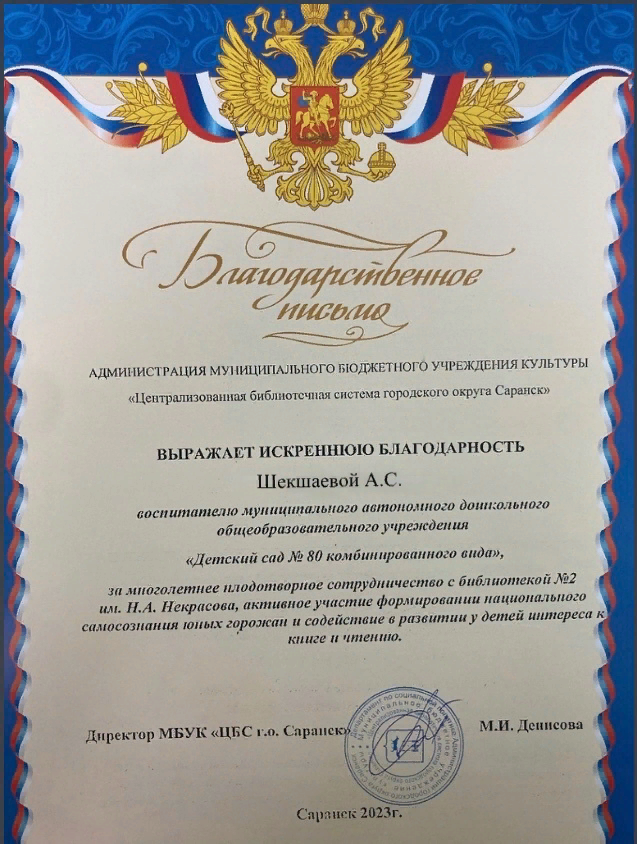 Благодарственное
письмо
АДМИНИСТРАЦИЯ МУНИЦИПАЛЬНОГО БЮДЖЕТНОГО УЧРЕЖДЕНИЯ КУЛЬТУРЫ
«Централизованная библиотечная система городского округа Саранск»
ВЫРАЖАЕТ ИСКРЕННЮЮ БЛАГОДАРНОСТЬ
Шекшаевой А.С.
воспитателю муниципального автономного дошкольного
общеобразовательного учреждения
«Детский сад № 80 комбинированного вида»,
за многолетнее плодотворное сотрудничество с библиотекой №2
им. Н.А. Некрасова, активное участие формировании национального
самосознания юных горожан и содействие в развитии у детей интереса к
книге и чтению.
Директор МБУК «ЦБС г.о. Саранск»
М.И. Денисова
Саранск 2023г.